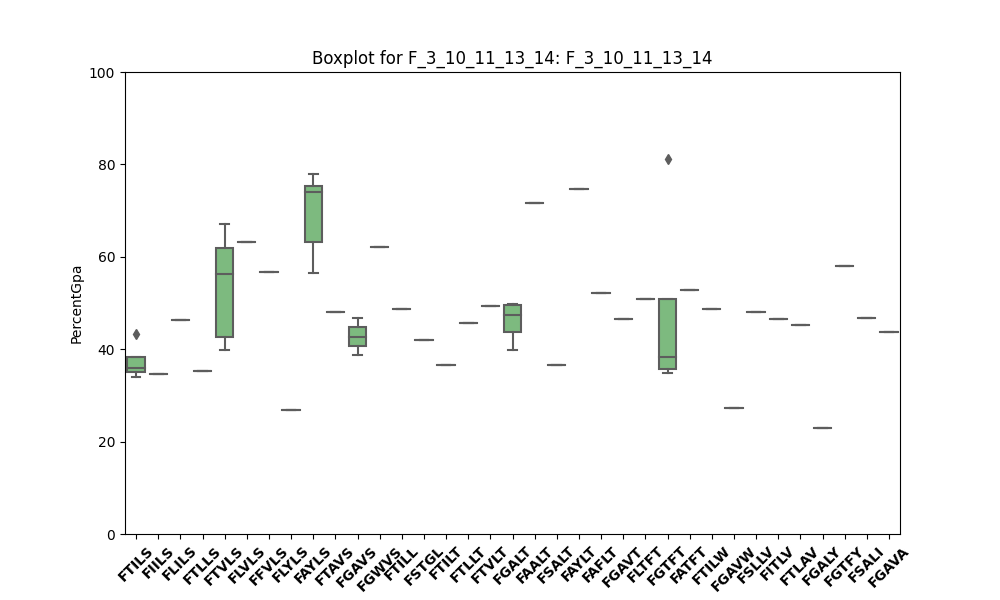 Boxplot for F_3_10_11_13_14: F_3_10_11_13_14
PercentGpa
100
80
60
40
20
0
FTILS
FIILS
FLILS
FTLLS
FTVLS
FLVLS
FFVLS
FLYLS
FAYLS
FTAVS
FGAVS
FGWVS
FTILL
FSTGL
FTILT
FTLLT
FTVLT
FGALT
FAALT
FSALT
FAYLT
FAFLT
FGAVT
FLTFT
FGTFT
FATFT
FTILW
FGAVW
FSLLV
FITLV
FTLAV
FGALY
FGTFY
FSALI
FGAVA